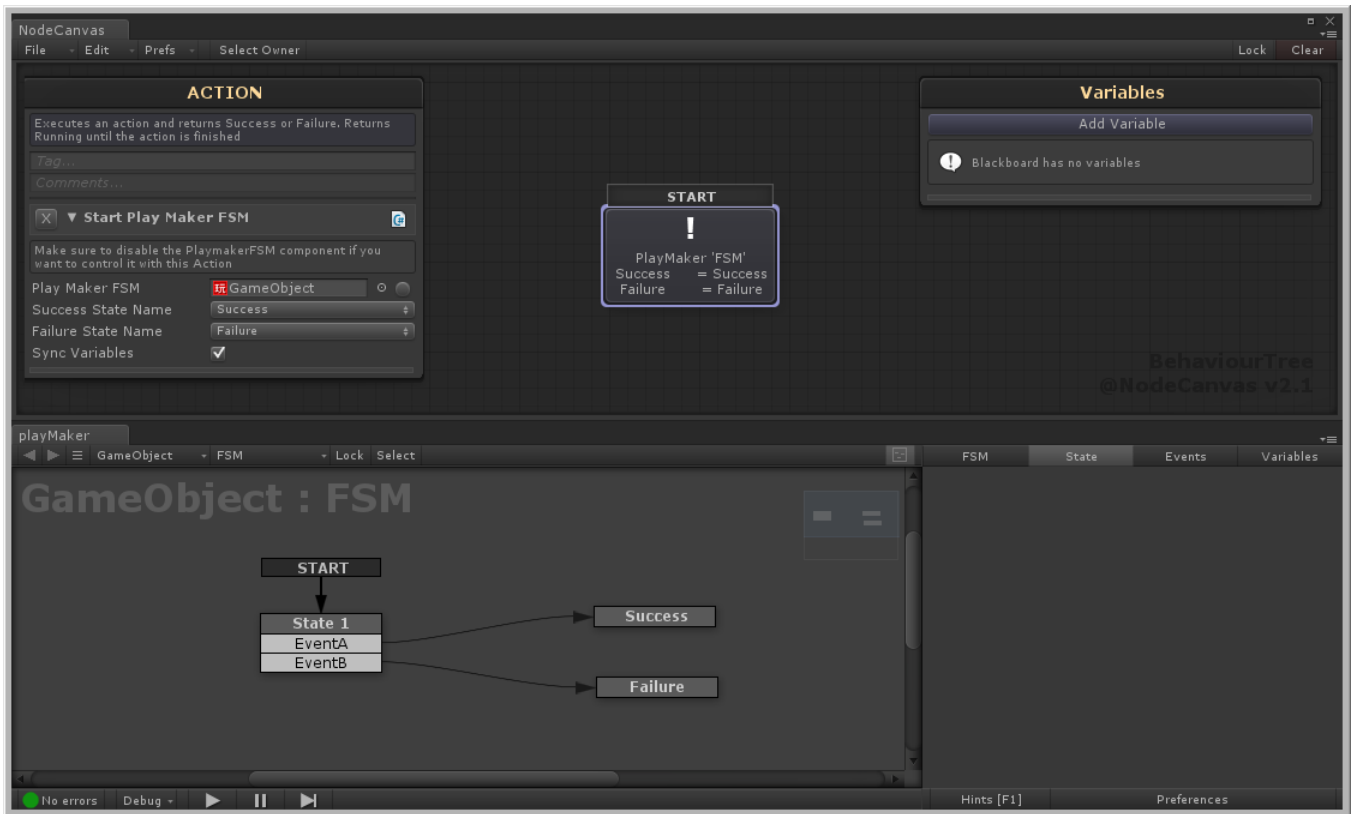 NodeCanvas
File Edit Prefs Select Owner Lock Clear
ACTION
Executes an action and returns Success or Failure. Returns
Running until the action is finished
Tag...
Comments...
X ▼ Start Play Maker FSM
C#
Make sure to disable the PlaymakerFSM component if you
want to control it with this Action
Play Maker FSM 玩 GameObject
Success State Name Success
Failure State Name Failure
Sync Variables
START
!
PlayMaker 'FSM'
Success = Success
Failure = Failure
Variables
Add Variable
! Blackboard has no variables
BehaviourTree
@NodeCanvas v2.1
playMaker
GameObject FSM Lock Select
FSM State Events Variables
GameObject : FSM
START
State 1
EventA
EventB
Success
Failure
No errors Debug
Hints [F1] Preferences